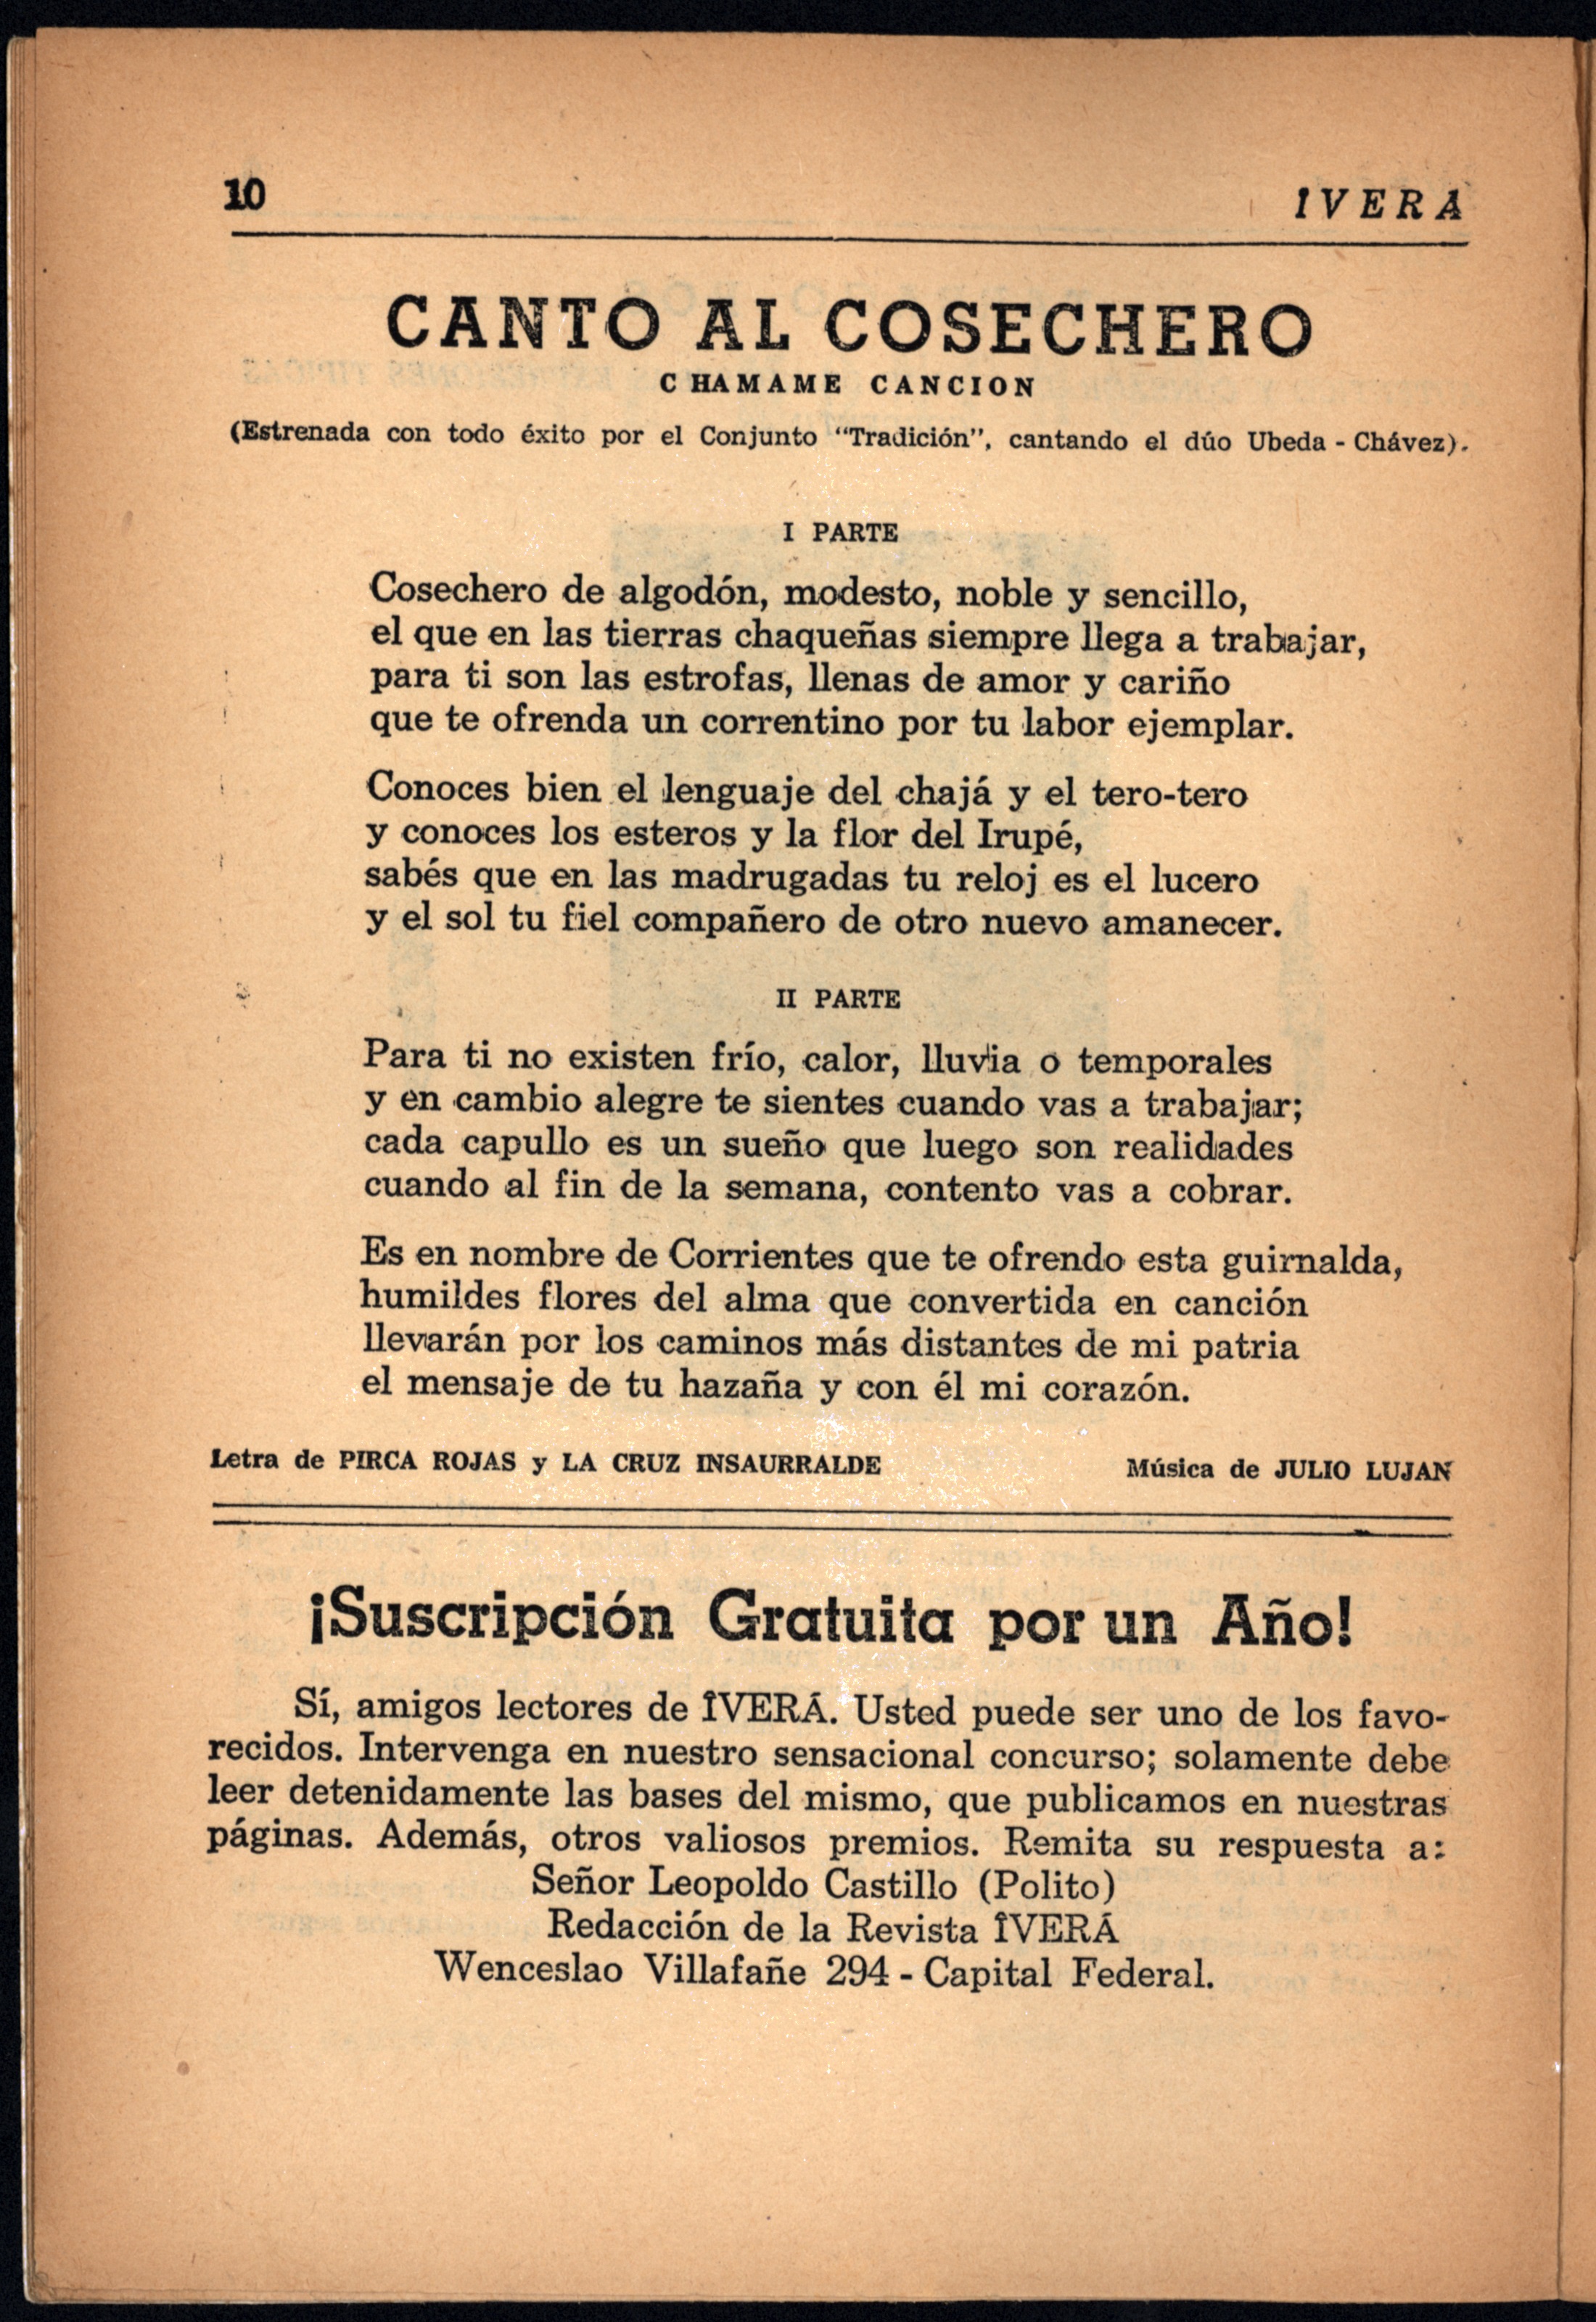 10
IVERA
CANTO AL COSECHERO
CHAMAME CANCION
(Estrenada con todo éxito por el Conjunto "Tradición", cantando el dúo Ubeda - Chávez).
I PARTE
Cosechero de algodón, modesto, noble y sencillo,
el que en las tierras chaqueñas siempre llega a trabajar,
para ti son las estrofas, llenas de amor y cariño
que te ofrenda un correntino por tu labor ejemplar.
Conoces bien el lenguaje del chajá y el tero-tero
y conoces los esteros y la flor del Irupé,
sabés que en las madrugadas tu reloj es el lucero
y el sol tu fiel compañero de otro nuevo amanecer.
II PARTE
Para ti no existen frío, calor, lluvia o temporales
y en cambio alegre te sientes cuando vas a trabajar;
cada capullo es un sueño que luego son realidades
cuando al fin de la semana, contento vas a cobrar.
Es en nombre de Corrientes que te ofrendo esta guirnalda,
humildes flores del alma que convertida en canción
llevarán por los caminos más distantes de mi patria
el mensaje de tu hazaña y con él mi corazón.
Letra de PIRCA ROJAS y LA CRUZ INSAURRALDE
Música de JULIO LUJAN
¡Suscripción Gratuita por un Año!
Sí, amigos lectores de ÎVERÁ. Usted puede ser uno de los favo-
recidos. Intervenga en nuestro sensacional concurso; solamente debe
leer detenidamente las bases del mismo, que publicamos en nuestras
páginas. Además, otros valiosos premios. Remita su respuesta a:
Señor Leopoldo Castillo (Polito)
Redacción de la Revista ÎVERÁ
Wenceslao Villafañe 294 - Capital Federal.